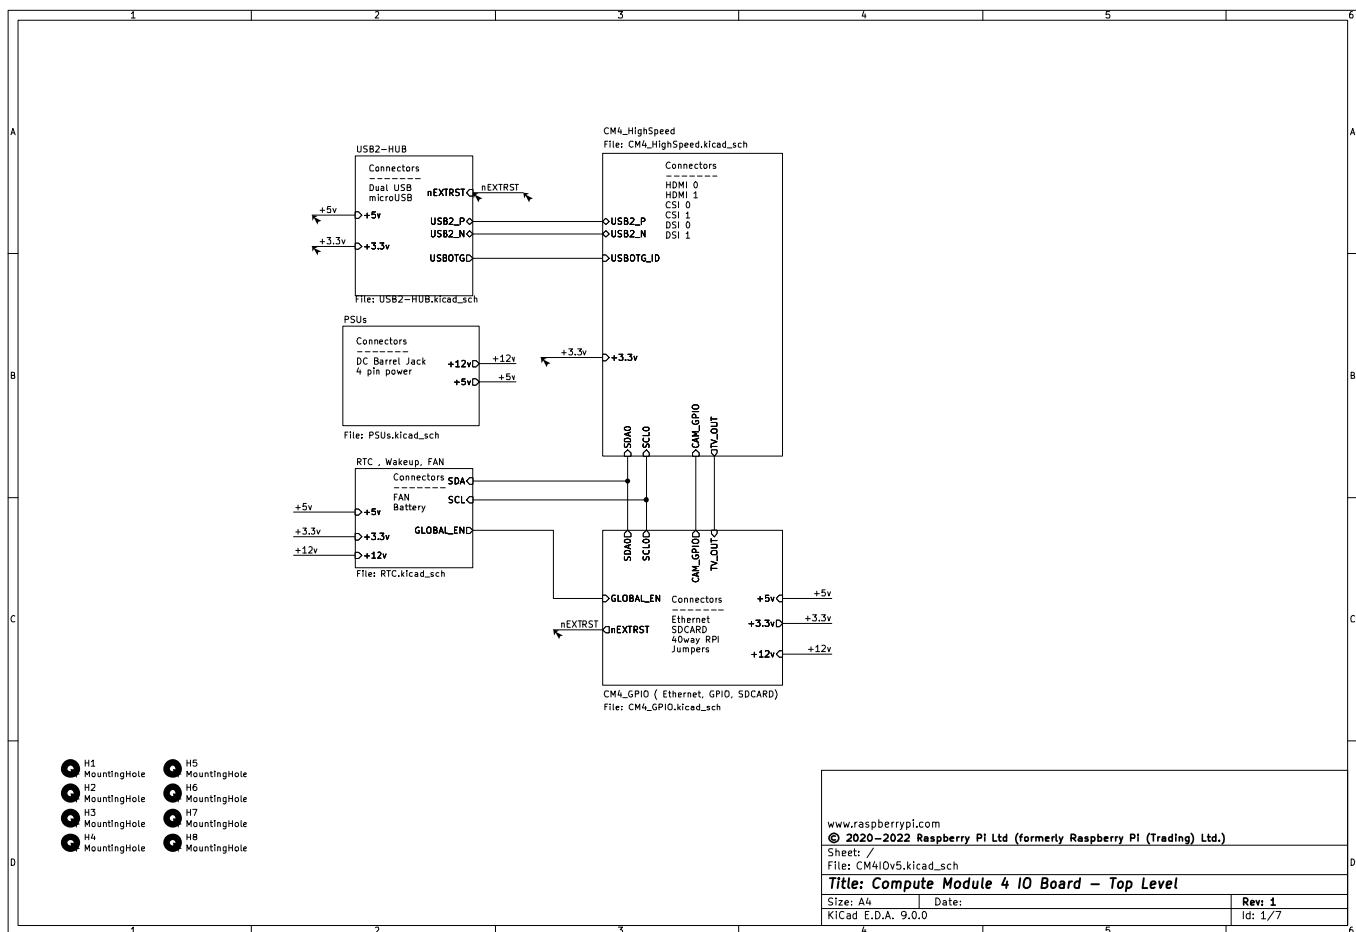 1 2 3 4 5 6
A A
B B
C C
D D
USB2-HUB
Connectors
--------
Dual USB
microUSB
nEXTRST
nEXTRST
+5v
+5v
USB2_P
USB2_N
+3.3v
+3.3v
USBOTG
File: USB2-HUB.kicad_sch
CM4_HighSpeed
File: CM4_HighSpeed.kicad_sch
Connectors
--------
HDMI 0
HDMI 1
CSI 0
CSI 1
DSI 0
DSI 1
USB2_P
USB2_N
USBOTG_ID
+3.3v
+3.3v
SDA0
SCL0
CAM_GPIO
TV_OUT
PSUs
Connectors
--------
DC Barrel Jack
4 pin power
+12v
+12v
+5v
+5v
File: PSUs.kicad_sch
RTC , Wakeup, FAN
Connectors
--------
FAN
Battery
SDA
SCL
GLOBAL_EN
+5v
+5v
+3.3v
+3.3v
+12v
+12v
File: RTC.kicad_sch
SDA0
SCL0
CAM_GPIO
TV_OUT
GLOBAL_EN
nEXTRST
nEXTRST
Connectors
--------
Ethernet
SDCARD
40way RPI
Jumpers
+5v
+5v
+3.3v
+3.3v
+12v
+12v
CM4_GPIO ( Ethernet, GPIO, SDCARD)
File: CM4_GPIO.kicad_sch
H1
MountingHole
H2
MountingHole
H3
MountingHole
H4
MountingHole
H5
MountingHole
H6
MountingHole
H7
MountingHole
H8
MountingHole
www.raspberrypi.com
© 2020-2022 Raspberry Pi Ltd (formerly Raspberry Pi (Trading) Ltd.)
Sheet: /
File: CM4IOv5.kicad_sch
Title: Compute Module 4 IO Board - Top Level
Size: A4 Date: Rev: 1
KiCad E.D.A. 9.0.0 Id: 1/7
1 2 3 4 5 6